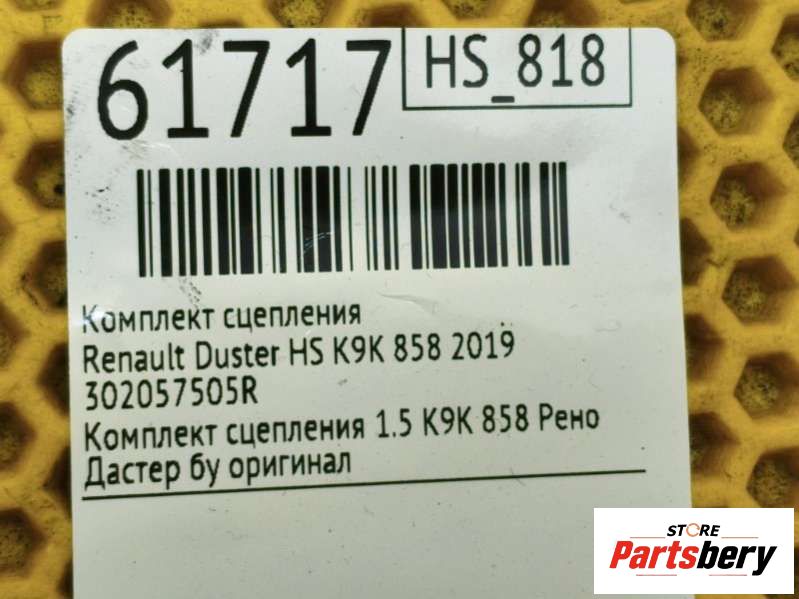 61717
HS_818
Комплект сцепления
Renault Duster HS K9K 858 2019
302057505R
Комплект сцепления 1.5 K9K 858 Рено
Дастер бу оригинал
STORE
Partsbery